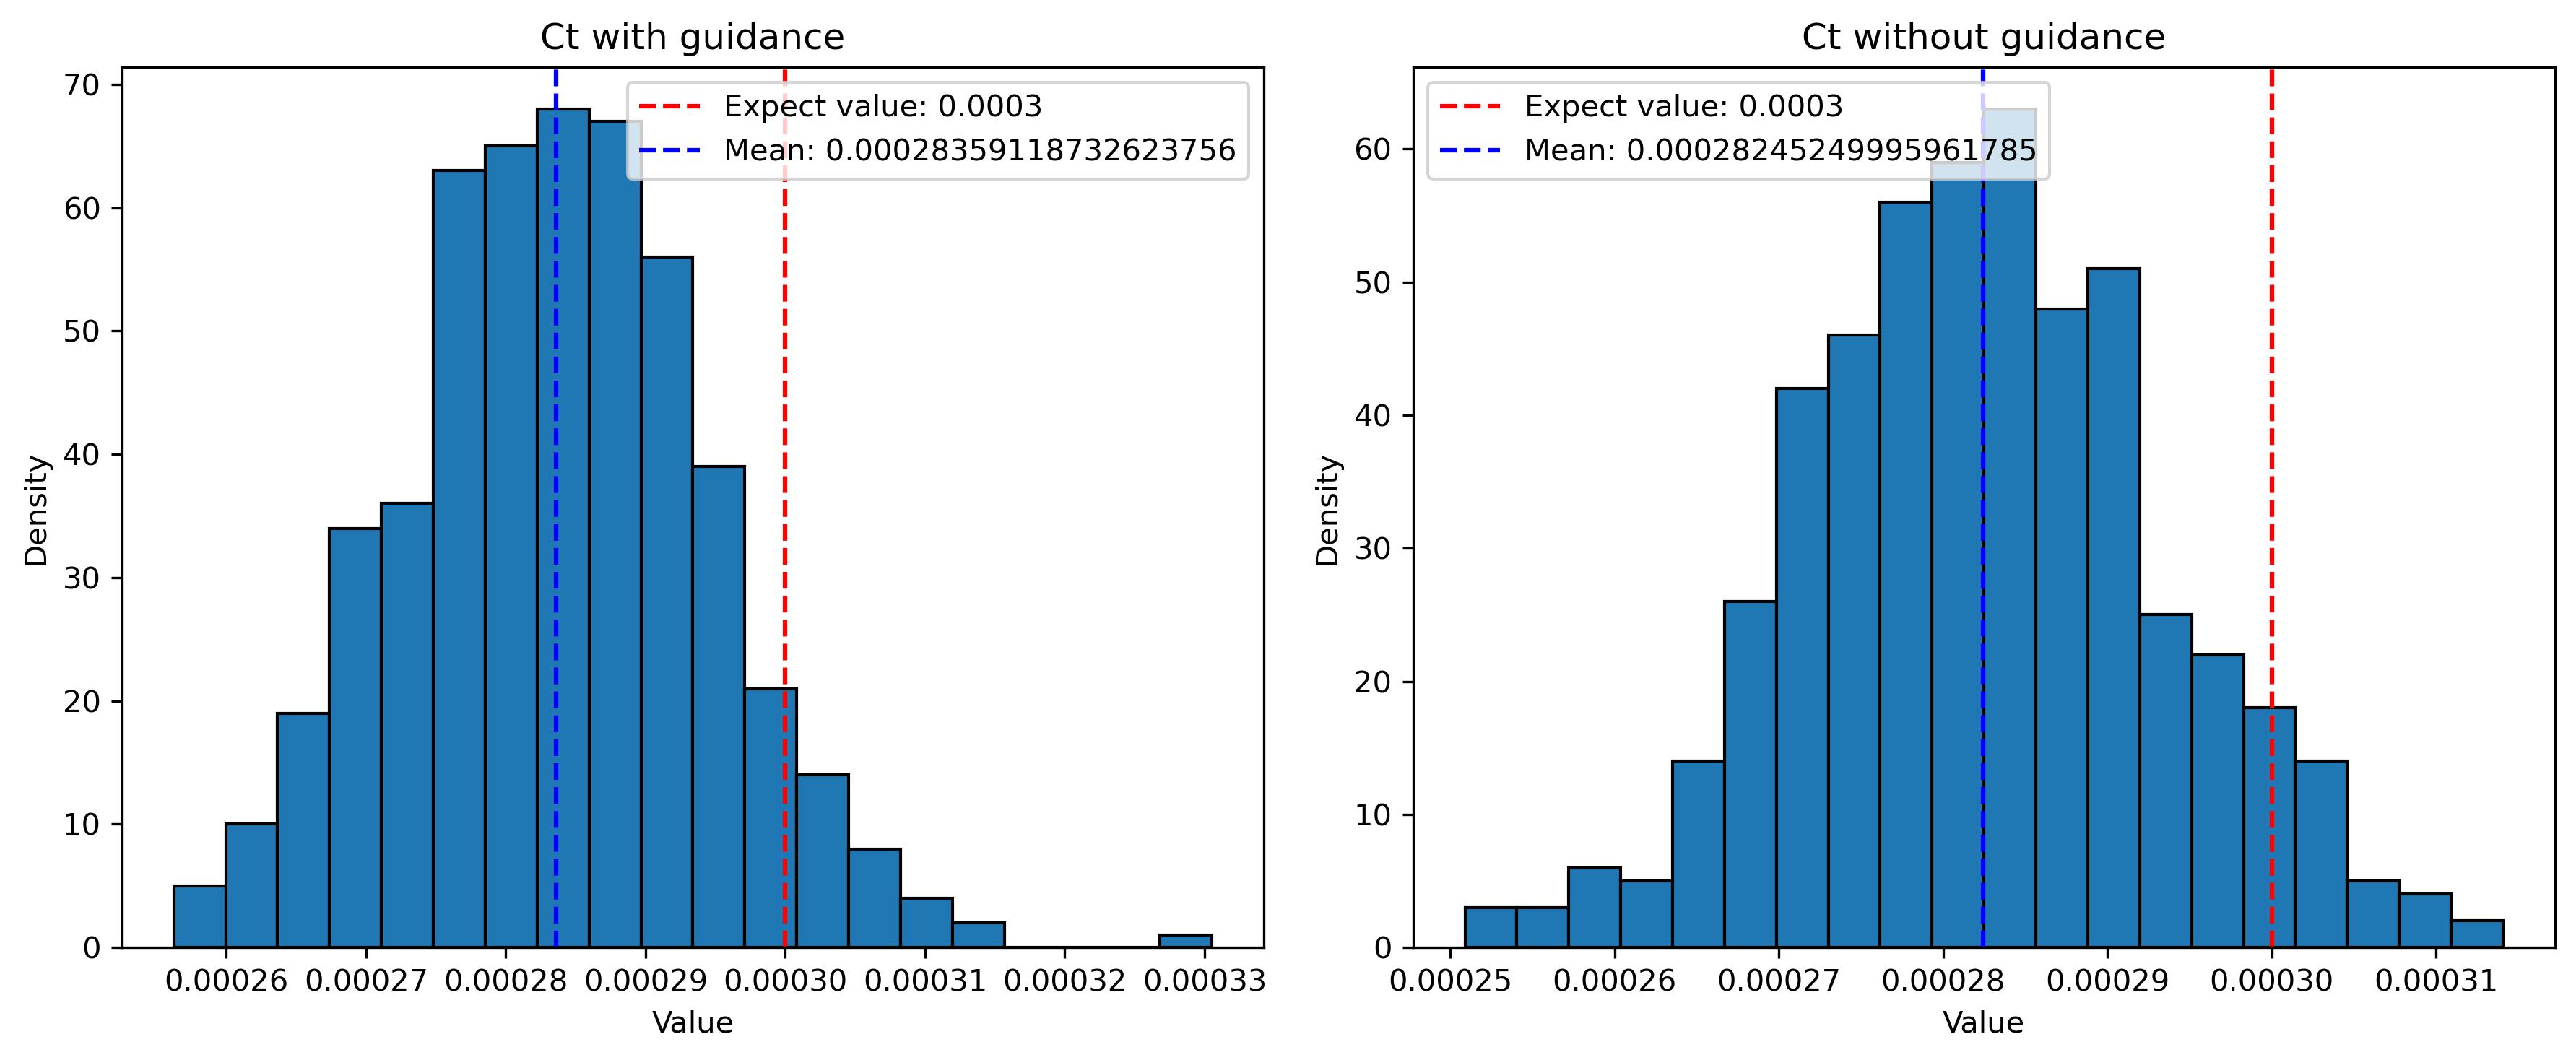 Ct with guidance
Expect value: 0.0003
Mean: 0.00028359118732623756
70
60
50
40
30
20
10
0
Density
0.00026 0.00027 0.00028 0.00029 0.00030 0.00031 0.00032 0.00033
Value
Ct without guidance
Expect value: 0.0003
Mean: 0.00028245249995961785
60
50
40
30
20
10
0
Density
0.00025 0.00026 0.00027 0.00028 0.00029 0.00030 0.00031
Value